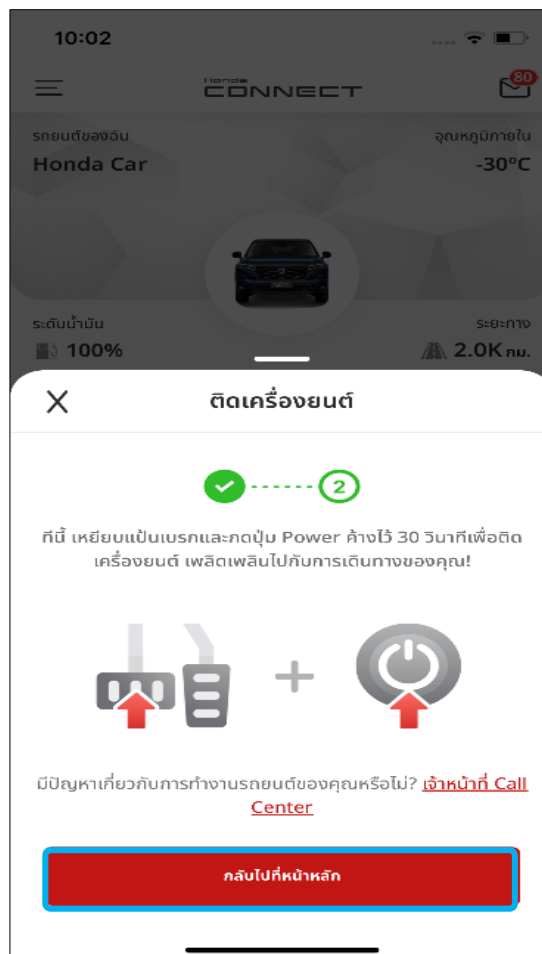 10:02
Honda
CONNECT
80
รถยนต์ของฉัน
อุณหภูมิภายใน
Honda Car
-30°C
ระดับน้ำมัน
ระยะทาง
100%
2.0K กม.
ติดเครื่องยนต์
2
ทีนี้ เหยียบแป้นเบรกและกดปุ่ม Power ค้างไว้ 30 วินาทีเพื่อติด
เครื่องยนต์ เพลิดเพลินไปกับการเดินทางของคุณ!
มีปัญหาเกี่ยวกับการทำงานรถยนต์ของคุณหรือไม่? เจ้าหน้าที่ Call
Center
กลับไปที่หน้าหลัก